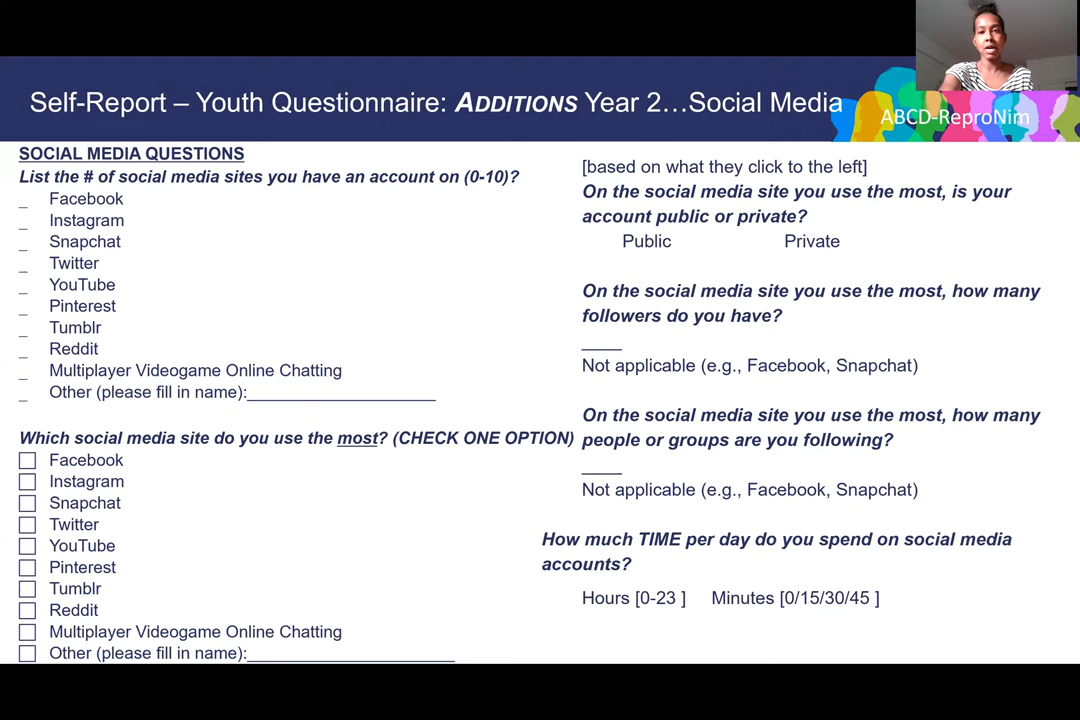 Self-Report – Youth Questionnaire: ADDITIONS Year 2…Social Media
ABCD-ReproNim
SOCIAL MEDIA QUESTIONS
List the # of social media sites you have an account on (0-10)?
_ Facebook
_ Instagram
_ Snapchat
_ Twitter
_ YouTube
_ Pinterest
_ Tumblr
_ Reddit
_ Multiplayer Videogame Online Chatting
_ Other (please fill in name):____________________
Which social media site do you use the most? (CHECK ONE OPTION)
☐ Facebook
☐ Instagram
☐ Snapchat
☐ Twitter
☐ YouTube
☐ Pinterest
☐ Tumblr
☐ Reddit
☐ Multiplayer Videogame Online Chatting
☐ Other (please fill in name):______________________
[based on what they click to the left]
On the social media site you use the most, is your
account public or private?
Public Private
On the social media site you use the most, how many
followers do you have?
____
Not applicable (e.g., Facebook, Snapchat)
On the social media site you use the most, how many
people or groups are you following?
____
Not applicable (e.g., Facebook, Snapchat)
How much TIME per day do you spend on social media
accounts?
Hours [0-23 ] Minutes [0/15/30/45 ]